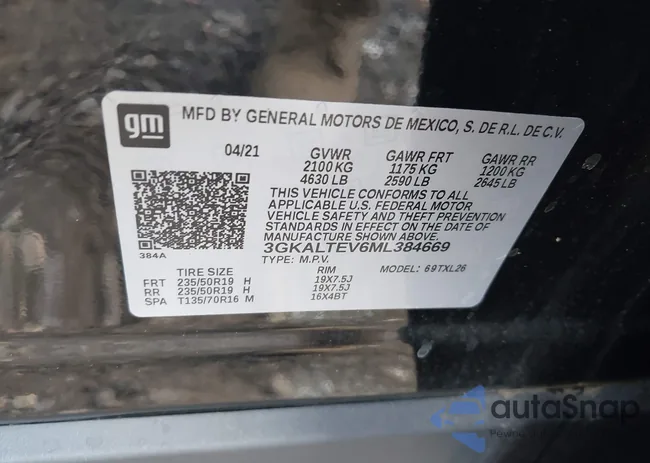 gm
MFD BY GENERAL MOTORS DE MEXICO, S. DE R.L. DE C.V.
04/21 GVWR GAWR FRT GAWR RR
2100 KG 1175 KG 1200 KG
4630 LB 2590 LB 2645 LB
THIS VEHICLE CONFORMS TO ALL
APPLICABLE U.S. FEDERAL MOTOR
VEHICLE SAFETY AND THEFT PREVENTION
STANDARDS IN EFFECT ON THE DATE OF
MANUFACTURE SHOWN ABOVE.
384A
3GKALTEV6ML384669
TYPE: M.P.V. MODEL: 69TXL26
TIRE SIZE RIM
FRT 235/50R19 H 19X7.5J
RR 235/50R19 H 19X7.5J
SPA T135/70R16 M 16X4BT
autoSnap